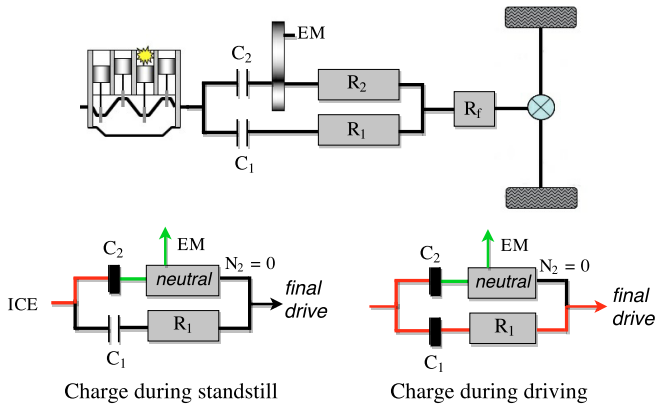 EM
C₂
R₂
R_f
R₁
C₁
EM
C₂
N₂ = 0
neutral
final
drive
ICE
R₁
C₁
Charge during standstill
EM
C₂
N₂ = 0
neutral
final
drive
R₁
C₁
Charge during driving